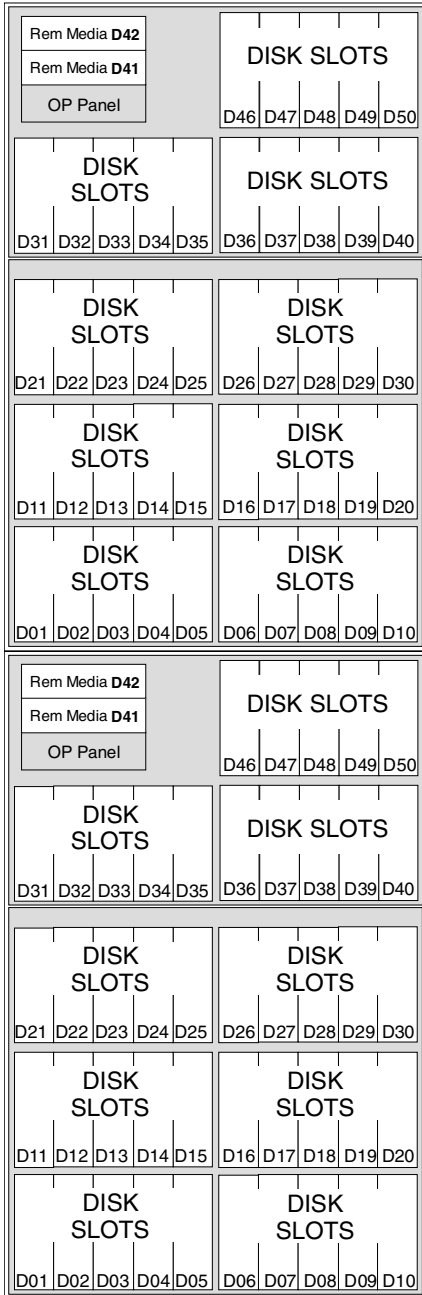 Rem Media D42
Rem Media D41
OP Panel
DISK SLOTS
D46 D47 D48 D49 D50
DISK
SLOTS
D31 D32 D33 D34 D35
DISK SLOTS
D36 D37 D38 D39 D40
DISK
SLOTS
D21 D22 D23 D24 D25
DISK
SLOTS
D26 D27 D28 D29 D30
DISK
SLOTS
D11 D12 D13 D14 D15
DISK
SLOTS
D16 D17 D18 D19 D20
DISK
SLOTS
D01 D02 D03 D04 D05
DISK
SLOTS
D06 D07 D08 D09 D10
Rem Media D42
Rem Media D41
OP Panel
DISK SLOTS
D46 D47 D48 D49 D50
DISK
SLOTS
D31 D32 D33 D34 D35
DISK SLOTS
D36 D37 D38 D39 D40
DISK
SLOTS
D21 D22 D23 D24 D25
DISK
SLOTS
D26 D27 D28 D29 D30
DISK
SLOTS
D11 D12 D13 D14 D15
DISK
SLOTS
D16 D17 D18 D19 D20
DISK
SLOTS
D01 D02 D03 D04 D05
DISK
SLOTS
D06 D07 D08 D09 D10